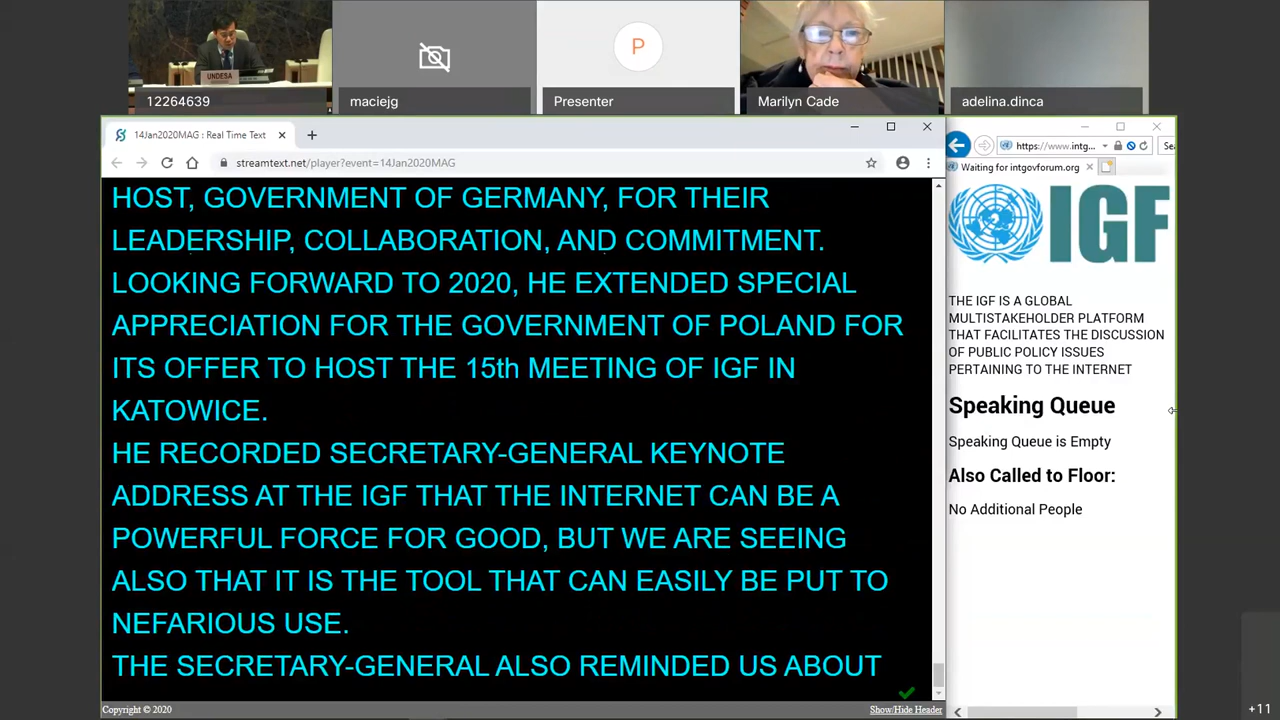 UNDESA
P
12264639
maciejg
Presenter
Marilyn Cade
adelina.dinca
14Jan2020MAG : Real Time Text
streamtext.net/player?event=14Jan2020MAG
HOST, GOVERNMENT OF GERMANY, FOR THEIR
LEADERSHIP, COLLABORATION, AND COMMITMENT.
LOOKING FORWARD TO 2020, HE EXTENDED SPECIAL
APPRECIATION FOR THE GOVERNMENT OF POLAND FOR
ITS OFFER TO HOST THE 15th MEETING OF IGF IN
KATOWICE.
HE RECORDED SECRETARY-GENERAL KEYNOTE
ADDRESS AT THE IGF THAT THE INTERNET CAN BE A
POWERFUL FORCE FOR GOOD, BUT WE ARE SEEING
ALSO THAT IT IS THE TOOL THAT CAN EASILY BE PUT TO
NEFARIOUS USE.
THE SECRETARY-GENERAL ALSO REMINDED US ABOUT
Copyright © 2020
Show/Hide Header
https://www.intg...
Sea
Waiting for intgovforum.org
IGF
THE IGF IS A GLOBAL
MULTISTAKEHOLDER PLATFORM
THAT FACILITATES THE DISCUSSION
OF PUBLIC POLICY ISSUES
PERTAINING TO THE INTERNET
Speaking Queue
Speaking Queue is Empty
Also Called to Floor:
No Additional People
+11